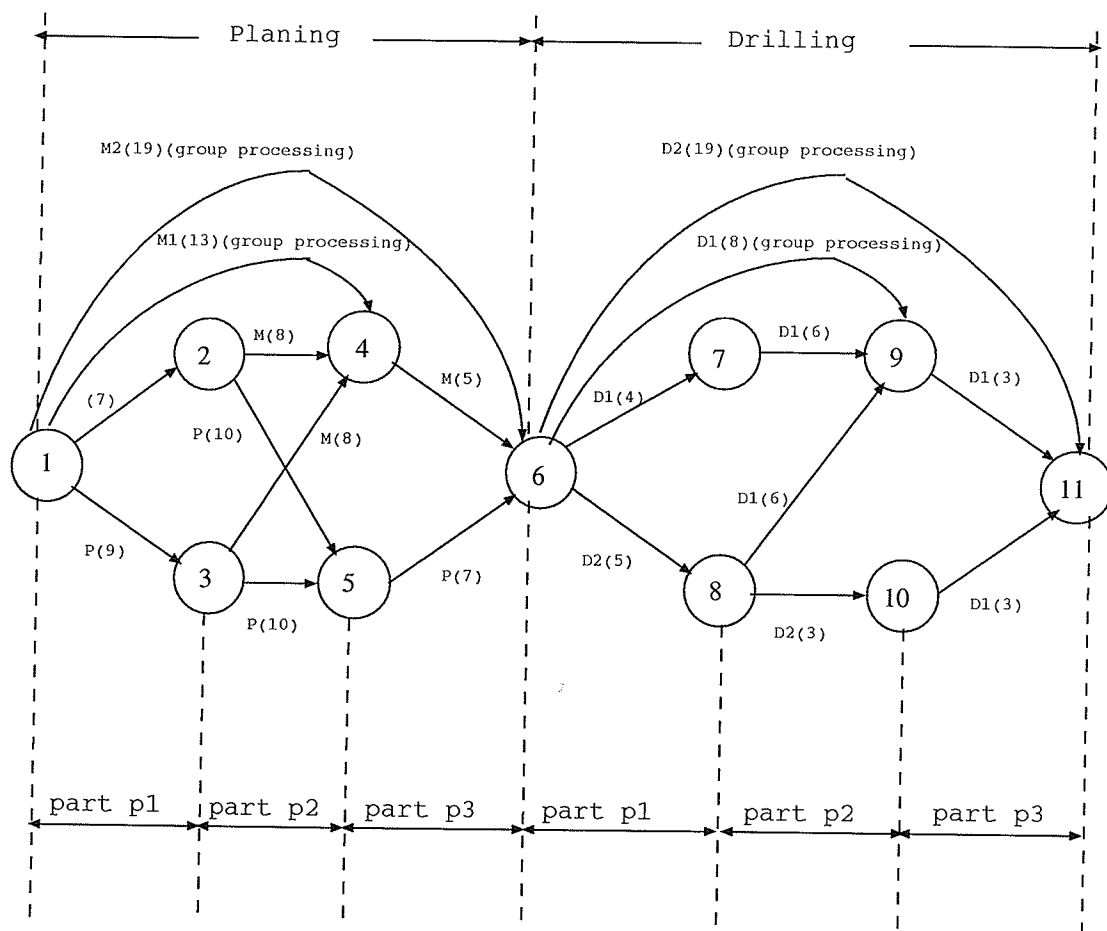 Planing
Drilling
M2(19)(group processing)
D2(19)(group processing)
M1(13)(group processing)
D1(8)(group processing)
M(8)
D1(6)
2
4
7
9
(7)
M(5)
D1(4)
D1(3)
P(10)
M(8)
1
6
11
D1(6)
P(9)
D2(5)
3
5
P(7)
8
10
D1(3)
P(10)
D2(3)
part p1
part p2
part p3
part p1
part p2
part p3